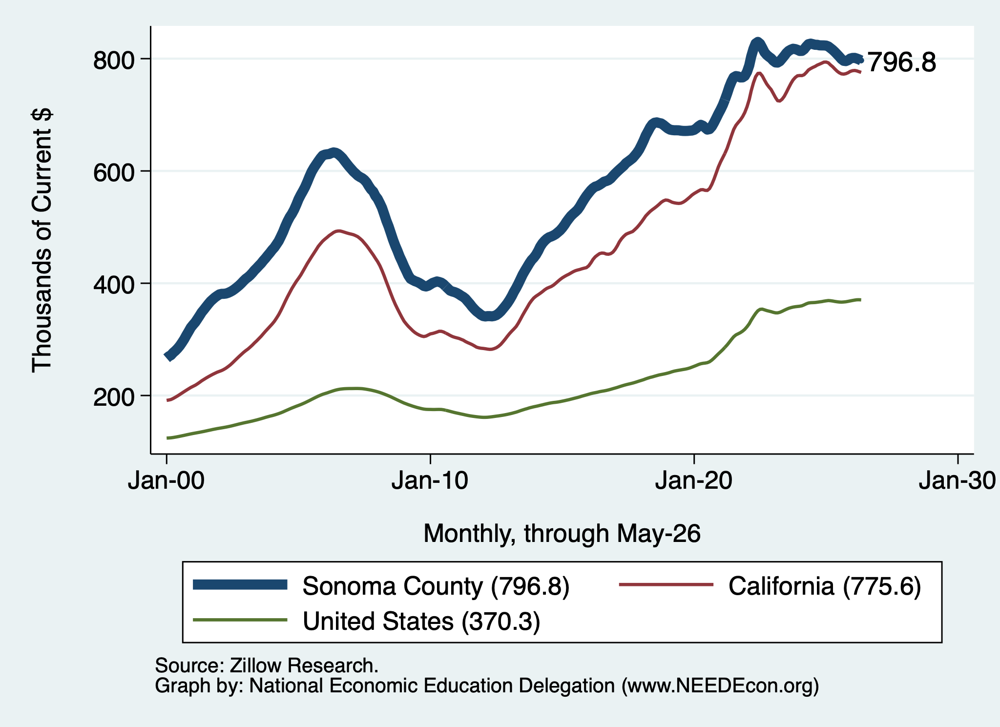 800
600
400
200
Thousands of Current $
796.8
Jan-00
Jan-10
Jan-20
Jan-30
Monthly, through May-26
Sonoma County (796.8)
California (775.6)
United States (370.3)
Source: Zillow Research.
Graph by: National Economic Education Delegation (www.NEEDEcon.org)